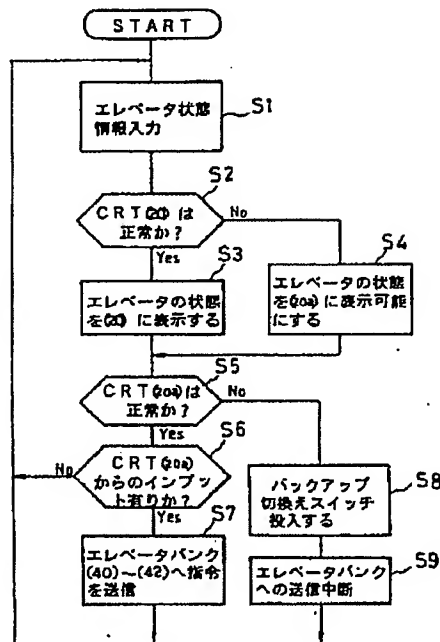 START
エレベータ状態
情報入力
S1
CRT(20)は
正常か?
S2
No
Yes
エレベータの状態
を(20)に表示する
S3
エレベータの状態
を(20a)に表示可能
にする
S4
CRT(20a)は
正常か?
S5
No
Yes
CRT(20a)
からのインプット
有りか?
S6
No
Yes
エレベータバンク
(40)~(42)へ指令
を送信
S7
バックアップ
切換えスイッチ
投入する
S8
エレベータバンク
への送信中断
S9